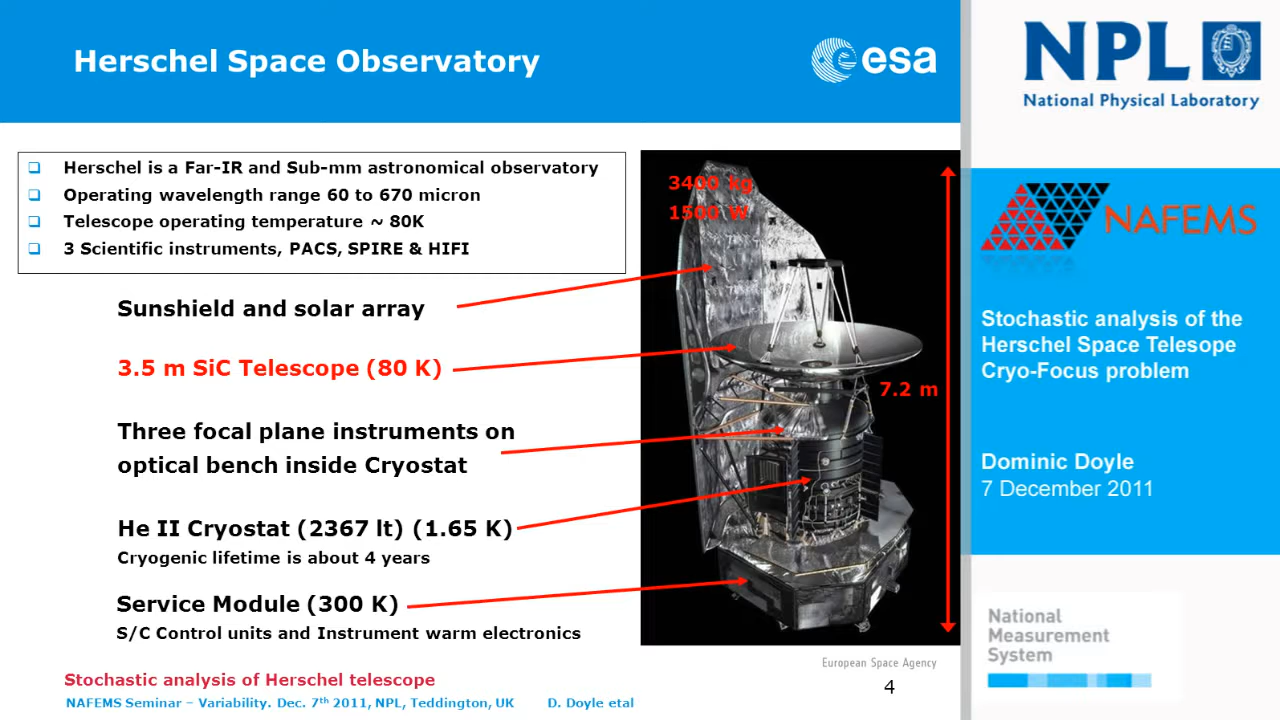 Herschel Space Observatory
esa
Herschel is a Far-IR and Sub-mm astronomical observatory
Operating wavelength range 60 to 670 micron
Telescope operating temperature ~ 80K
3 Scientific instruments, PACS, SPIRE & HIFI
3400 kg
1500 W
Sunshield and solar array
3.5 m SiC Telescope (80 K)
7.2 m
Three focal plane instruments on
optical bench inside Cryostat
He II Cryostat (2367 lt) (1.65 K)
Cryogenic lifetime is about 4 years
Service Module (300 K)
S/C Control units and Instrument warm electronics
European Space Agency
Stochastic analysis of Herschel telescope
4
NAFEMS Seminar – Variability. Dec. 7th 2011, NPL, Teddington, UK D. Doyle etal
NPL
National Physical Laboratory
NAFEMS
Stochastic analysis of the
Herschel Space Telesope
Cryo-Focus problem
Dominic Doyle
7 December 2011
National
Measurement
System